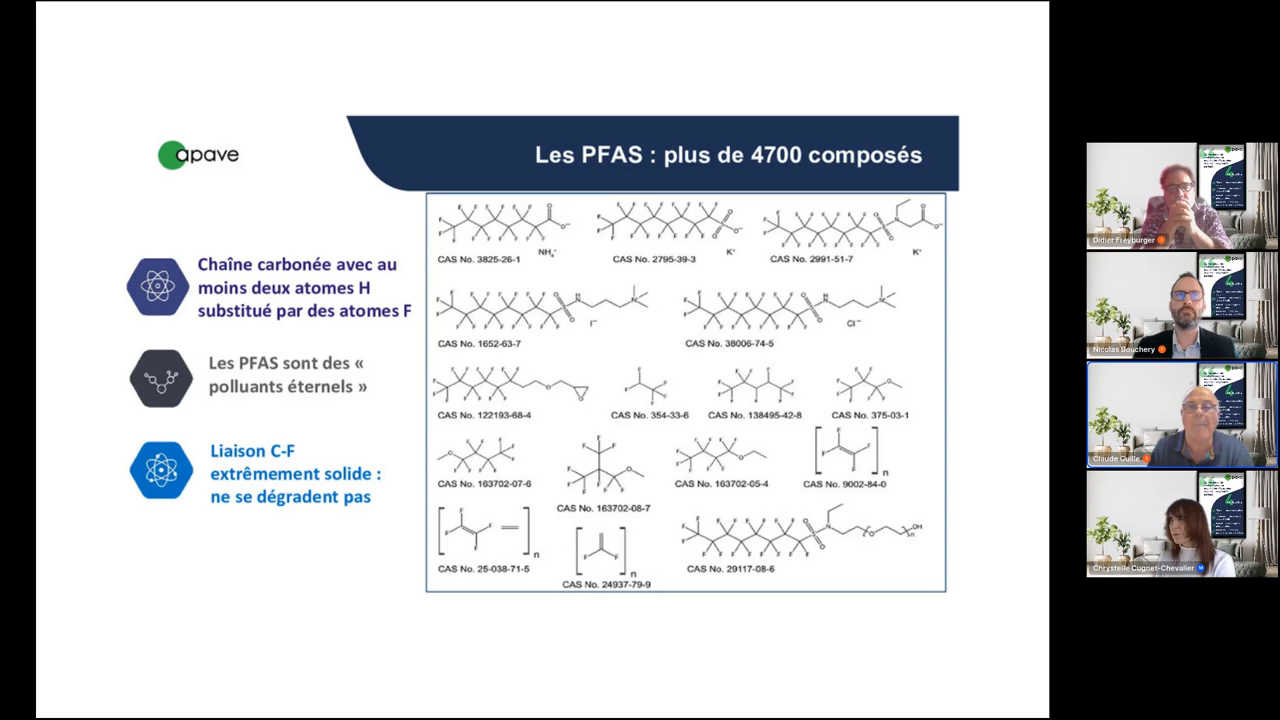 apave
Les PFAS : plus de 4700 composés
Chaîne carbonée avec au
moins deux atomes H
substitué par des atomes F
Les PFAS sont des «
polluants éternels »
Liaison C-F
extrêmement solide :
ne se dégradent pas
NH₄⁺
K⁺
K⁺
CAS No. 3825-26-1
CAS No. 2795-39-3
CAS No. 2991-51-7
I⁻
Cl⁻
CAS No. 1652-63-7
CAS No. 38006-74-5
CAS No. 122193-68-4
CAS No. 354-33-6
CAS No. 138495-42-8
CAS No. 375-03-1
CAS No. 163702-07-6
CAS No. 163702-05-4
n
CAS No. 9002-84-0
CAS No. 163702-08-7
n
CAS No. 25-038-71-5
n
CAS No. 24937-79-9
OH
n
CAS No. 29117-08-6
Didier Freyburger
Nicolas Bouchery
Claude Guille
Chrystelle Cugnet-Chevalier